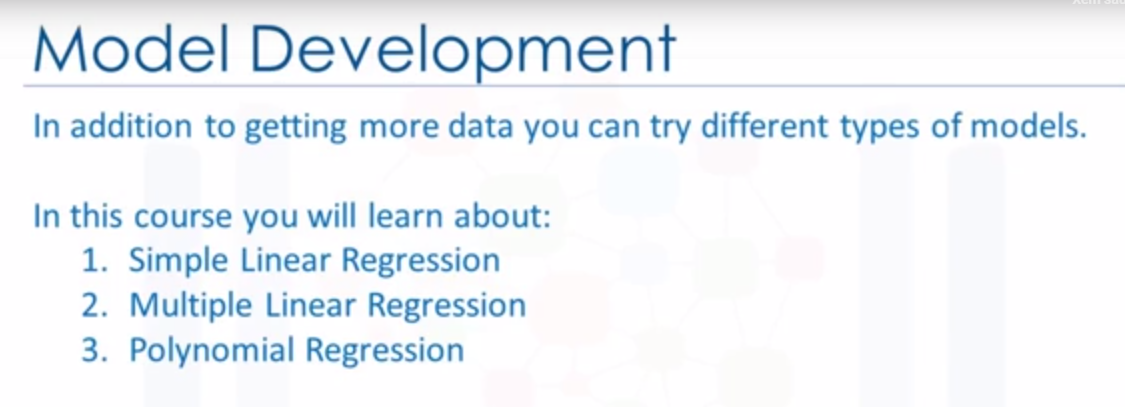 Model Development
In addition to getting more data you can try different types of models.
In this course you will learn about:
1. Simple Linear Regression
2. Multiple Linear Regression
3. Polynomial Regression